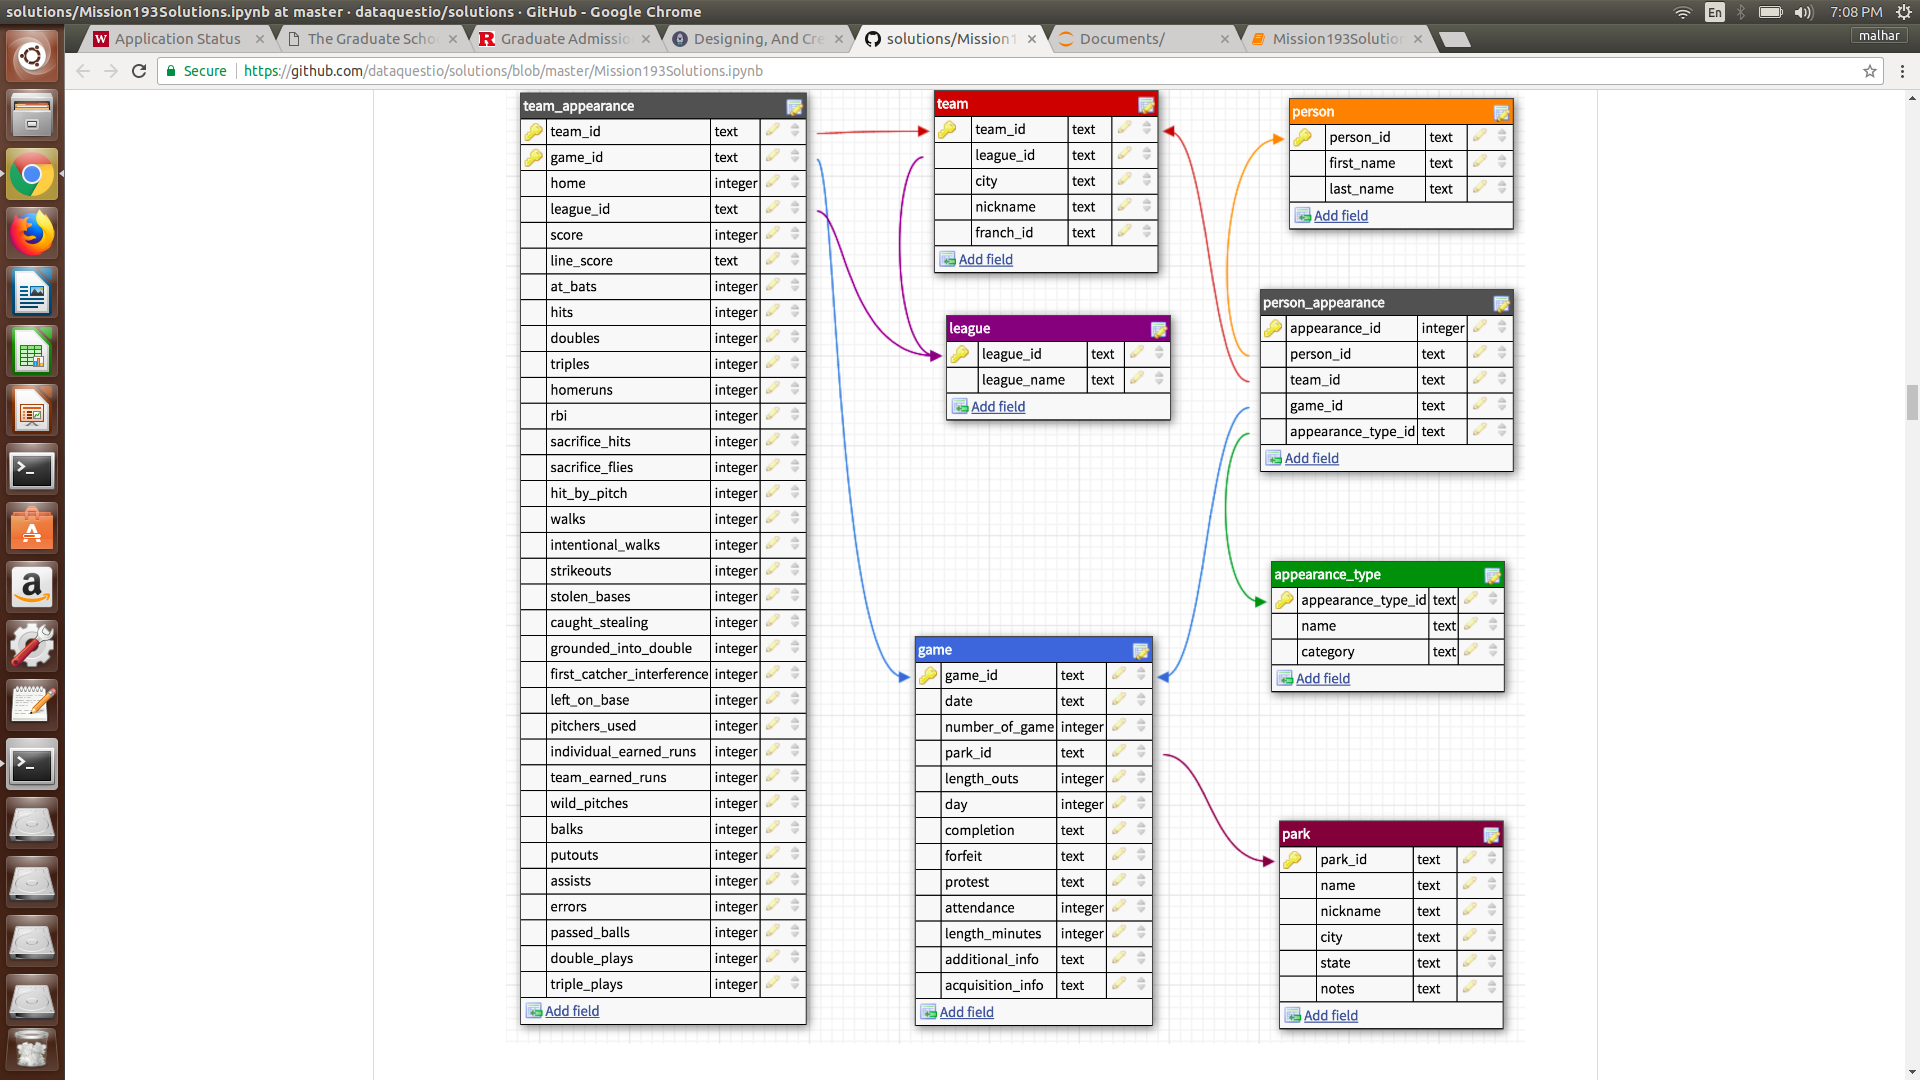 solutions/Mission193Solutions.ipynb at master · dataquestio/solutions · GitHub - Google Chrome
En
7:08 PM
Application Status
The Graduate Scho
Graduate Admissio
Designing, And Cre
solutions/Mission1
Documents/
Mission193Solution
malhar
Secure
https://github.com/dataquestio/solutions/blob/master/Mission193Solutions.ipynb
team_appearance
team_id text
game_id text
home integer
league_id text
score integer
line_score text
at_bats integer
hits integer
doubles integer
triples integer
homeruns integer
rbi integer
sacrifice_hits integer
sacrifice_flies integer
hit_by_pitch integer
walks integer
intentional_walks integer
strikeouts integer
stolen_bases integer
caught_stealing integer
grounded_into_double integer
first_catcher_interference integer
left_on_base integer
pitchers_used integer
individual_earned_runs integer
team_earned_runs integer
wild_pitches integer
balks integer
putouts integer
assists integer
errors integer
passed_balls integer
double_plays integer
triple_plays integer
Add field
team
team_id text
league_id text
city text
nickname text
franch_id text
Add field
league
league_id text
league_name text
Add field
game
game_id text
date text
number_of_game integer
park_id text
length_outs integer
day integer
completion text
forfeit text
protest text
attendance integer
length_minutes integer
additional_info text
acquisition_info text
Add field
person
person_id text
first_name text
last_name text
Add field
person_appearance
appearance_id integer
person_id text
team_id text
game_id text
appearance_type_id text
Add field
appearance_type
appearance_type_id text
name text
category text
Add field
park
park_id text
name text
nickname text
city text
state text
notes text
Add field